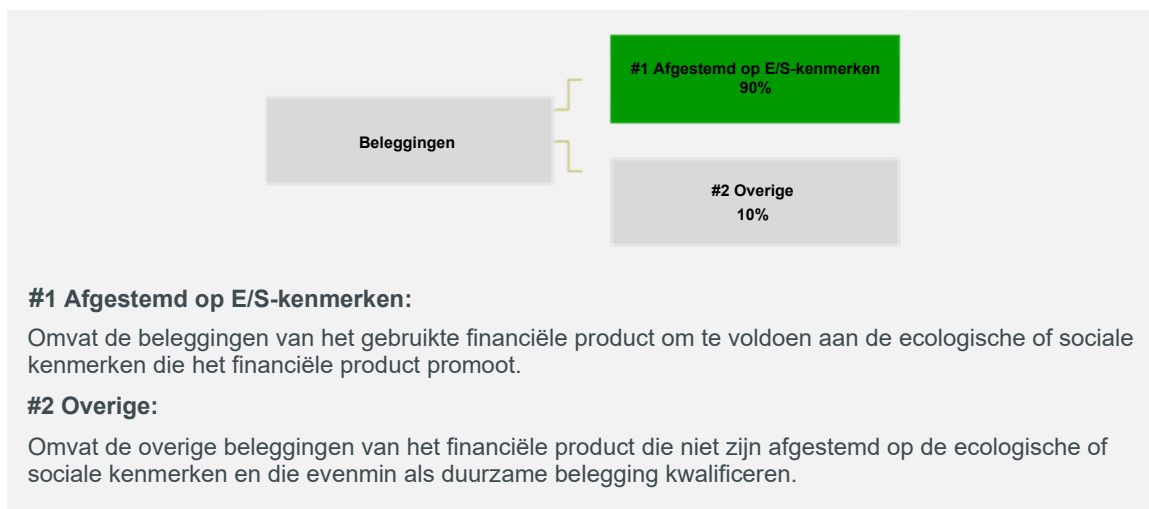 #1 Afgestemd op E/S-kenmerken
90%
Beleggingen
#2 Overige
10%
#1 Afgestemd op E/S-kenmerken:
Omvat de beleggingen van het gebruikte financiële product om te voldoen aan de ecologische of sociale
kenmerken die het financiële product promoot.
#2 Overige:
Omvat de overige beleggingen van het financiële product die niet zijn afgestemd op de ecologische of
sociale kenmerken en die evenmin als duurzame belegging kwalificeren.